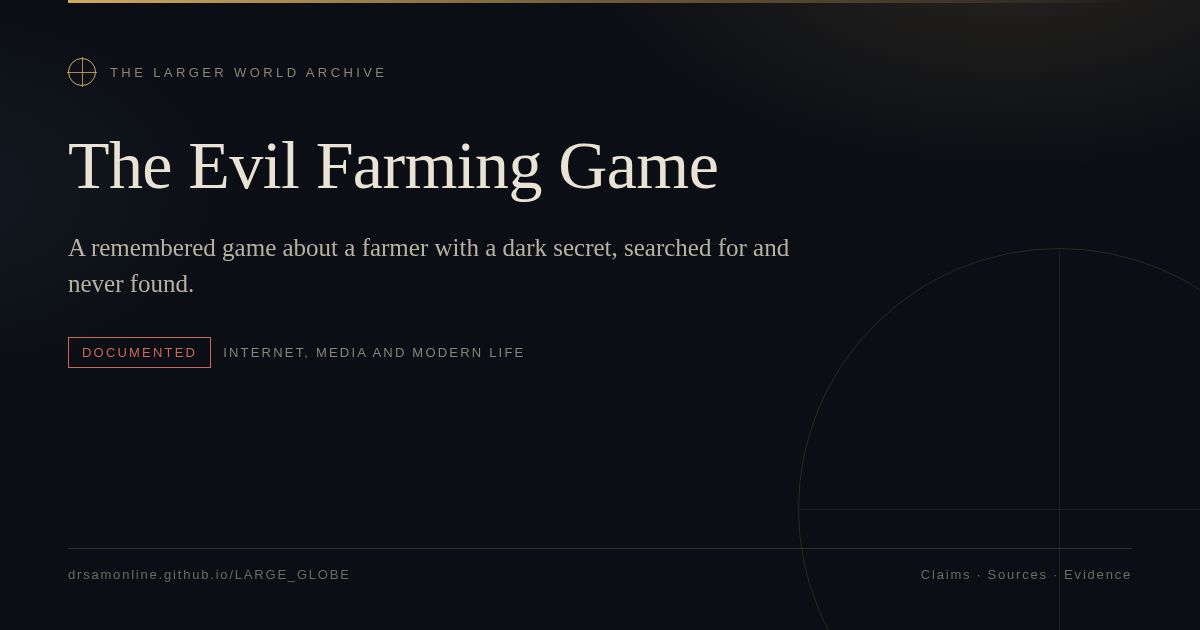 THE LARGER WORLD ARCHIVE
The Evil Farming Game
A remembered game about a farmer with a dark secret, searched for and
never found.
DOCUMENTED INTERNET, MEDIA AND MODERN LIFE
drsamonline.github.io/LARGE_GLOBE
Claims · Sources · Evidence